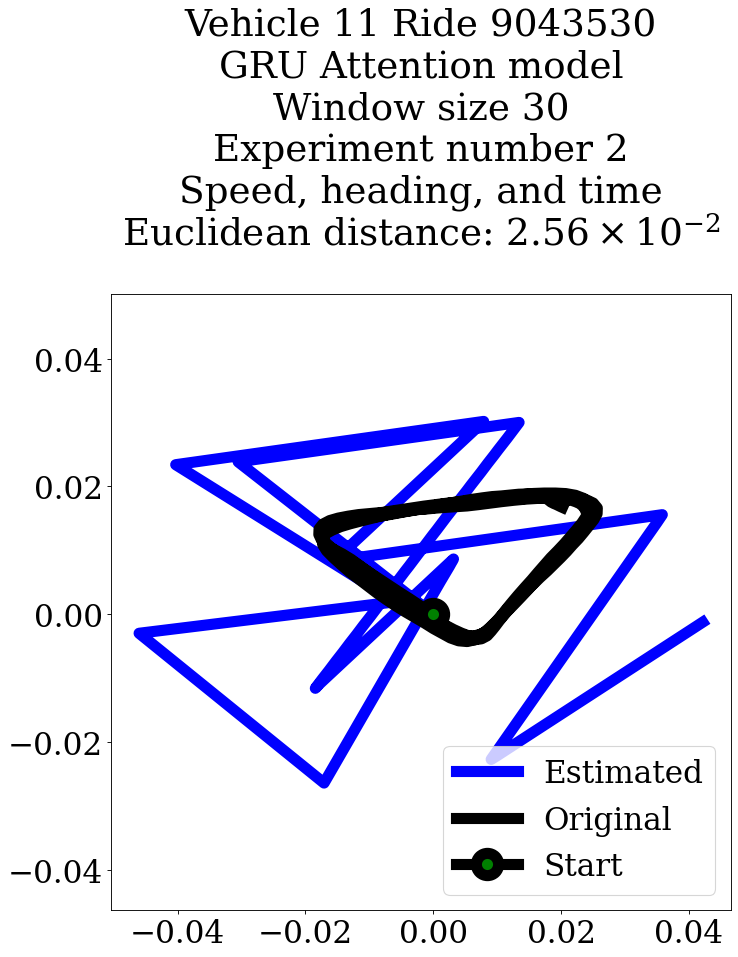 Vehicle 11 Ride 9043530
GRU Attention model
Window size 30
Experiment number 2
Speed, heading, and time
Euclidean distance: 2.56 × 10⁻²
0.04
0.02
0.00
−0.02
−0.04
Estimated
Original
Start
−0.04 −0.02 0.00 0.02 0.04